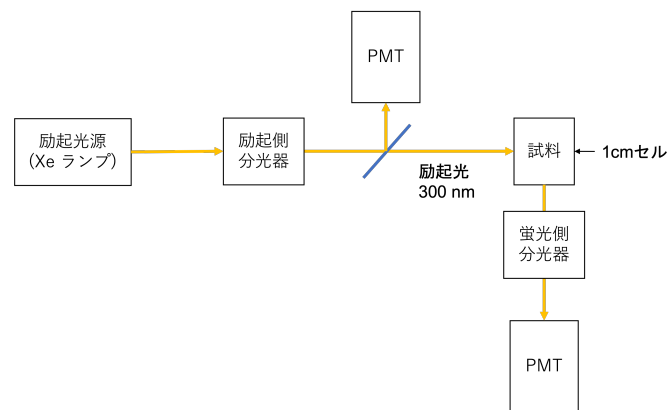 PMT
励起光源
(Xe ランプ)
励起側
分光器
励起光
300 nm
試料
1cmセル
蛍光側
分光器
PMT